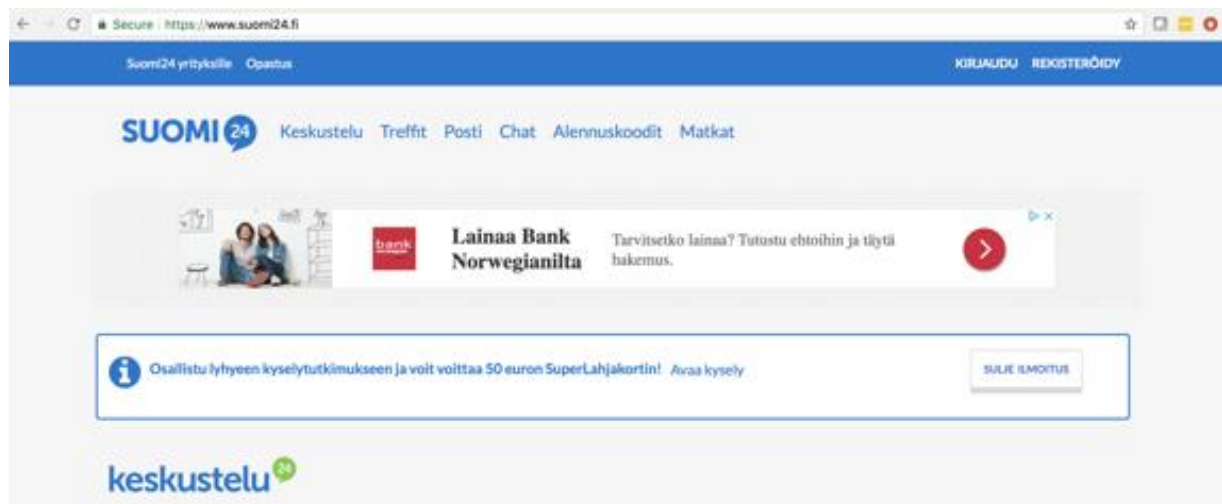 Secure https://www.suomi24.fi
Suomi24 yrityksille Opastus KIRJAUDU REKISTERÖIDY
SUOMI 24 Keskustelu Treffit Posti Chat Alennuskoodit Matkat
bank
Lainaa Bank
Norwegianilta
Tarvitsetko lainaa? Tutustu ehtoihin ja täytä
hakemus.
Osallistu lyhyeen kyselytutkimukseen ja voit voittaa 50 euron SuperLahjakortin! Avaa kysely SULJE ILMOITUS
keskustelu 24